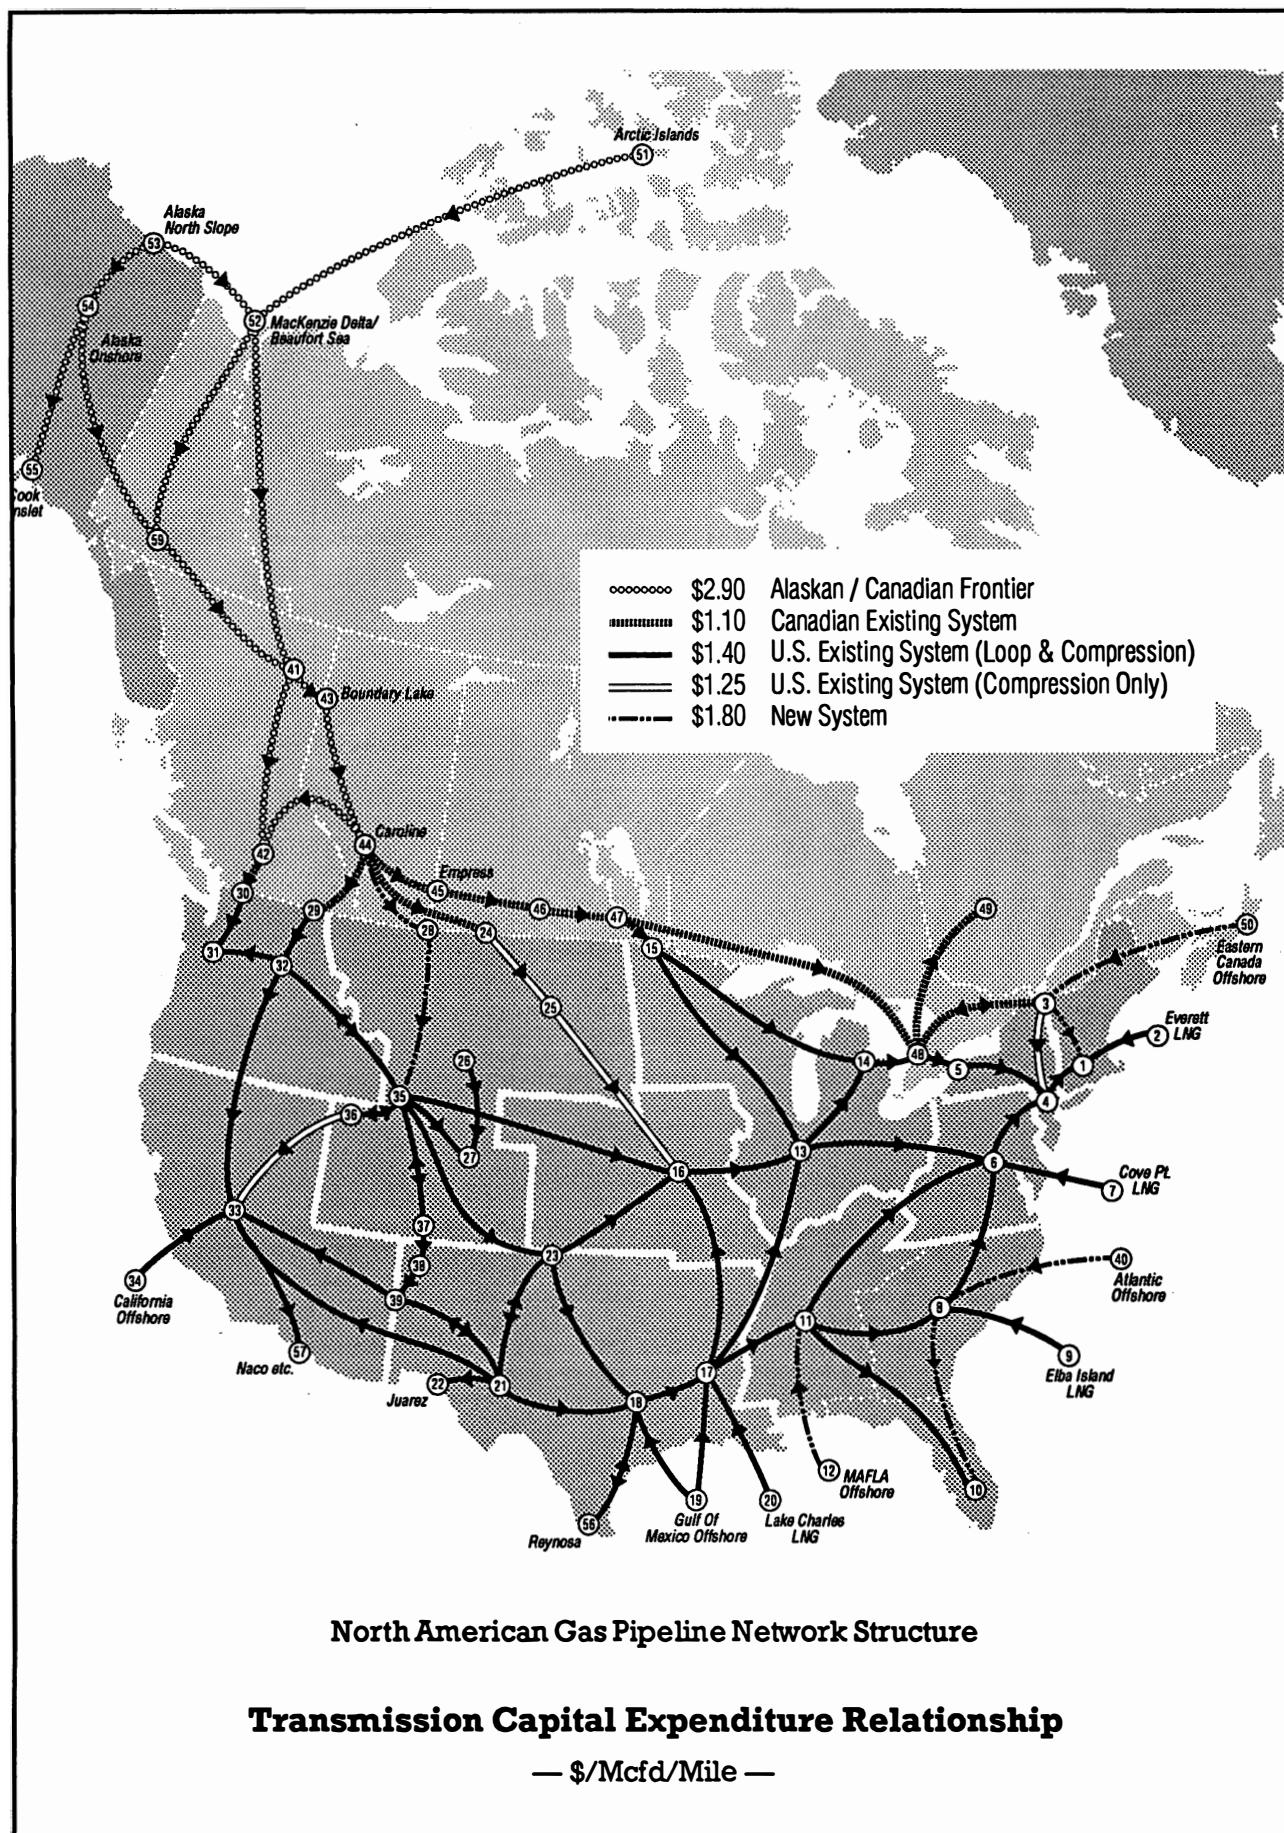 Arctic Islands
51
Alaska
North Slope
53
54
52
MacKenzie Delta/
Beaufort Sea
Alaska
Onshore
55
Cook
Inslet
59
$2.90 Alaskan / Canadian Frontier
$1.10 Canadian Existing System
$1.40 U.S. Existing System (Loop & Compression)
$1.25 U.S. Existing System (Compression Only)
$1.80 New System
41
43
Boundary Lake
Caroline
44
42
Empress
45
30
46
47
49
29
28
24
50
Eastern
Canada
Offshore
31
32
15
25
3
Everett
LNG
2
26
14
48
5
1
35
36
4
27
13
16
6
Cove Pt.
LNG
7
33
37
23
38
34
California
Offshore
39
40
Atlantic
Offshore
8
11
57
Naco etc.
9
Elba Island
LNG
22
Juarez
21
17
18
12
MAFLA
Offshore
10
19
Gulf Of
Mexico Offshore
20
Lake Charles
LNG
56
Reynosa
North American Gas Pipeline Network Structure
Transmission Capital Expenditure Relationship
— $/Mcfd/Mile —